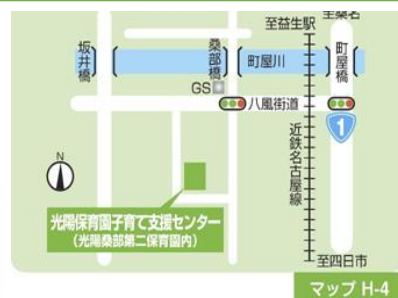 至桑名
至益生駅
坂井橋
桑部橋
町屋川
町屋橋
GS
八風街道
1
近鉄名古屋線
N
光陽保育園子育て支援センター
(光陽桑部第二保育園内)
至四日市
マップ H-4